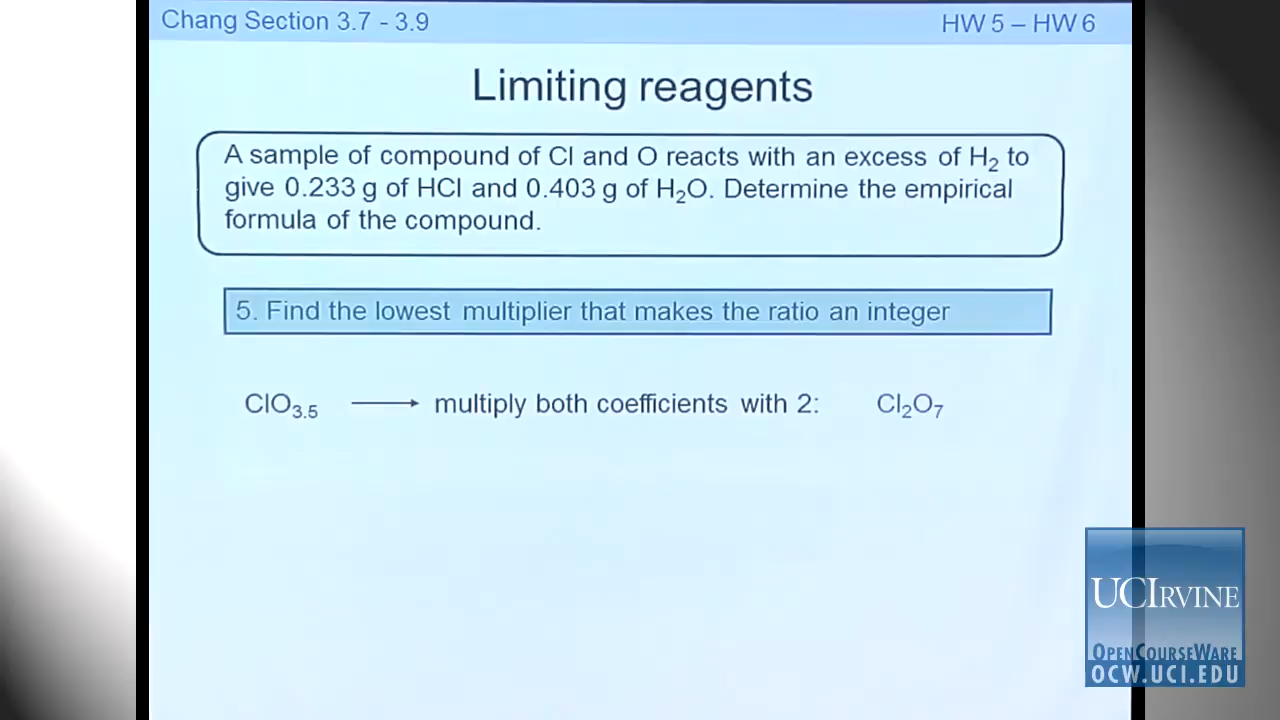 Chang Section 3.7 - 3.9
HW 5 – HW 6
Limiting reagents
A sample of compound of Cl and O reacts with an excess of H₂ to
give 0.233 g of HCl and 0.403 g of H₂O. Determine the empirical
formula of the compound.
5. Find the lowest multiplier that makes the ratio an integer
ClO₃.₅ ⟶ multiply both coefficients with 2: Cl₂O₇
UCIRVINE
OPENCOURSEWARE
OCW.UCI.EDU